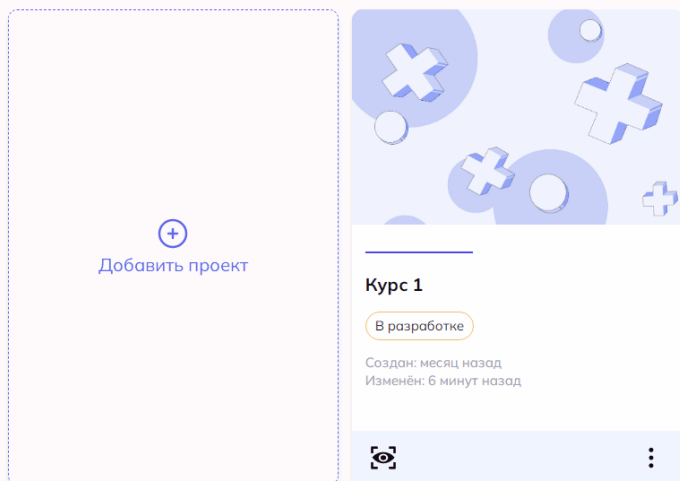 Добавить проект
Курс 1
В разработке
Создан: месяц назад
Изменён: 6 минут назад